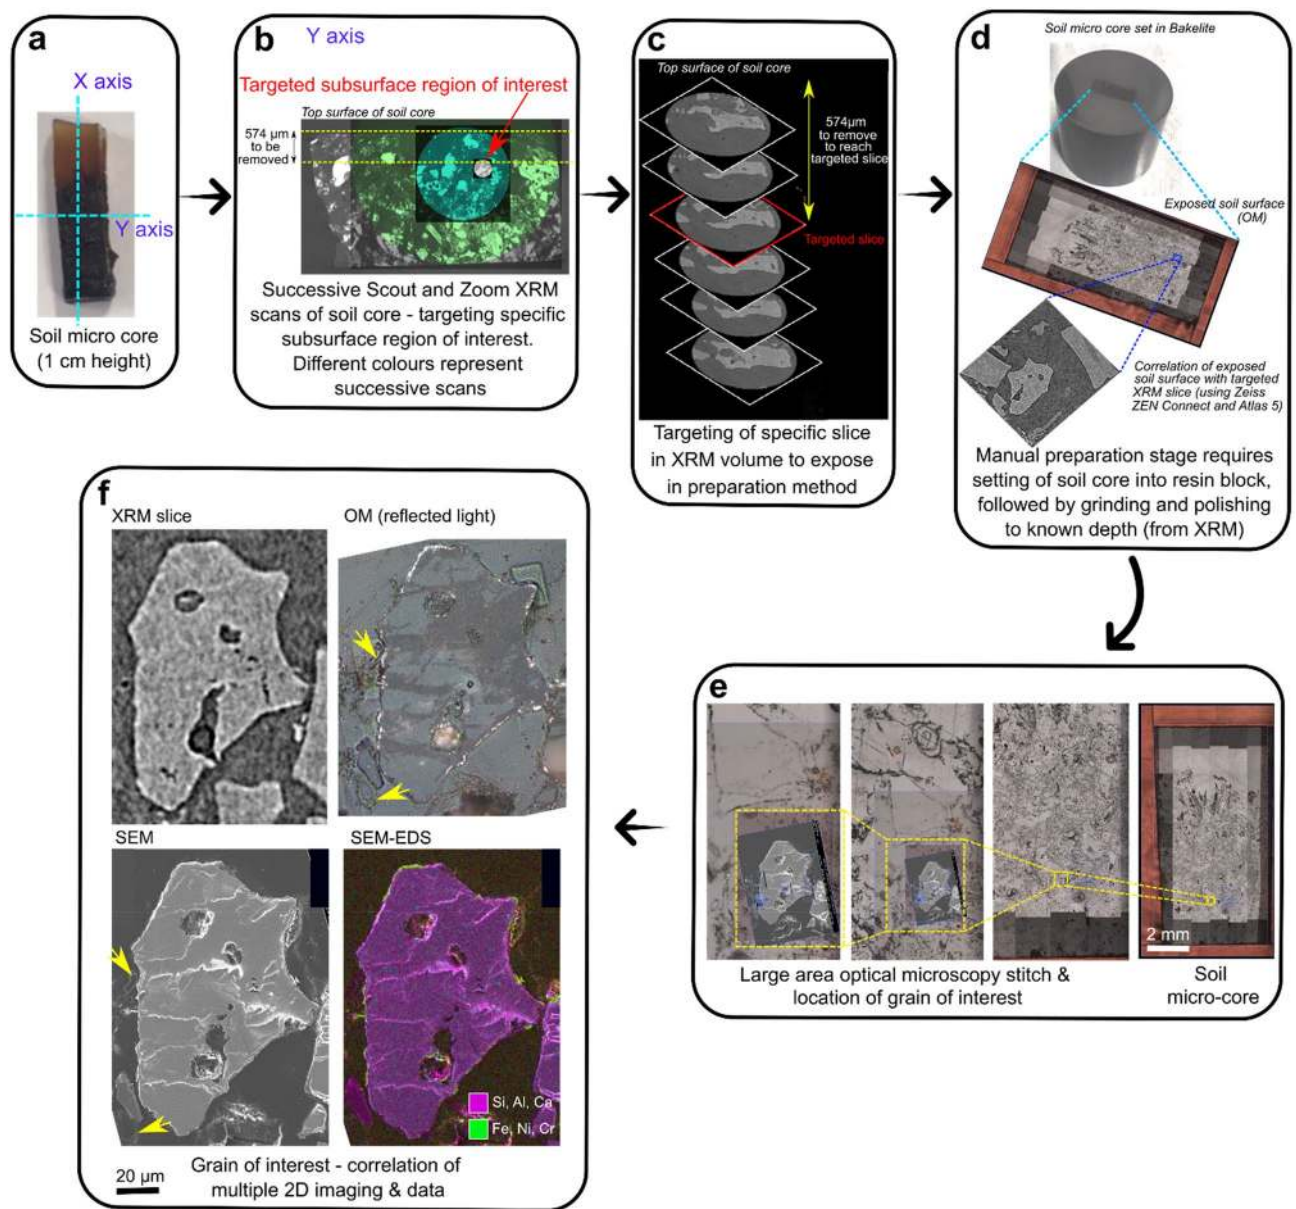 a
X axis
Y axis
Soil micro core
(1 cm height)
b
Y axis
Targeted subsurface region of interest
Top surface of soil core
574 µm
to be
removed
Successive Scout and Zoom XRM
scans of soil core - targeting specific
subsurface region of interest.
Different colours represent
successive scans
c
Top surface of soil core
574µm
to remove
to reach
targeted slice
Targeted slice
Targeting of specific slice
in XRM volume to expose
in preparation method
d
Soil micro core set in Bakelite
Exposed soil surface
(OM)
Correlation of exposed
soil surface with targeted
XRM slice (using Zeiss
ZEN Connect and Atlas 5)
Manual preparation stage requires
setting of soil core into resin block,
followed by grinding and polishing
to known depth (from XRM)
e
2 mm
Large area optical microscopy stitch &
location of grain of interest
Soil
micro-core
f
XRM slice
OM (reflected light)
SEM
SEM-EDS
Si, Al, Ca
Fe, Ni, Cr
20 µm
Grain of interest - correlation of
multiple 2D imaging & data